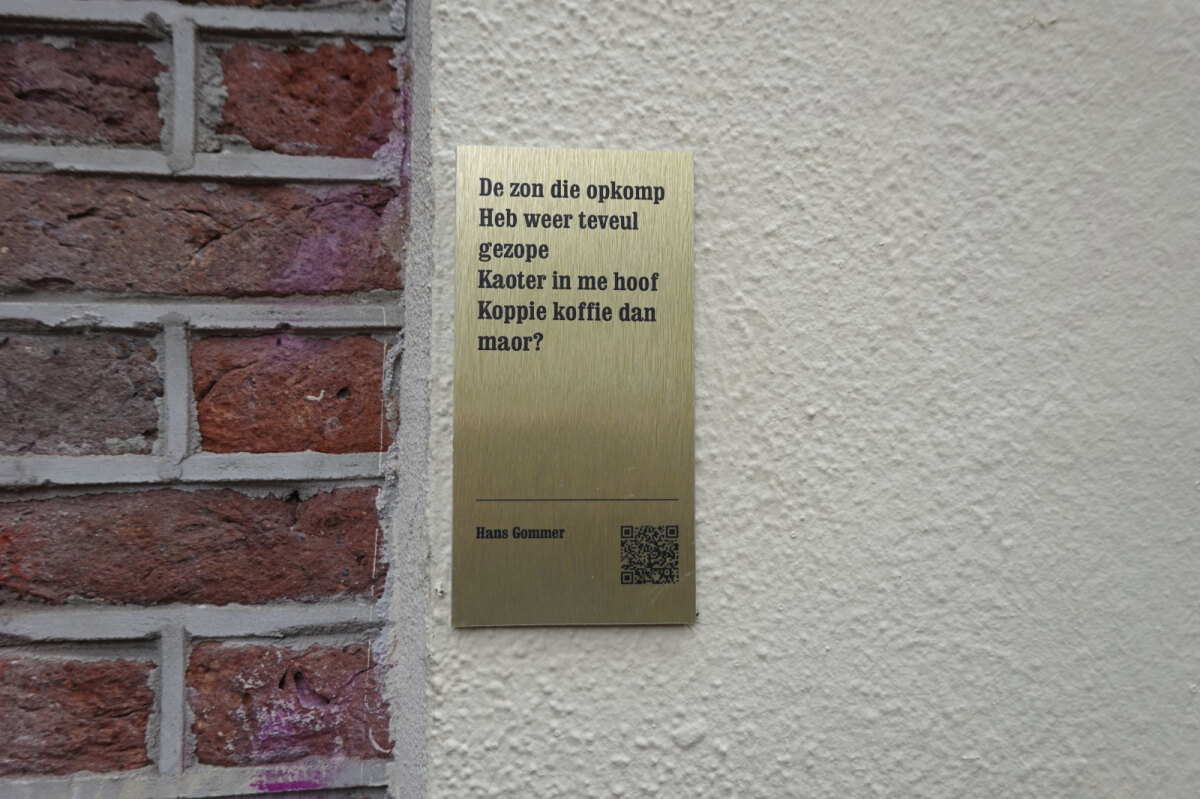 De zon die opkomp
Heb weer teveul
gezope
Kaoter in me hoof
Koppie koffie dan
maor?
Hans Gommer